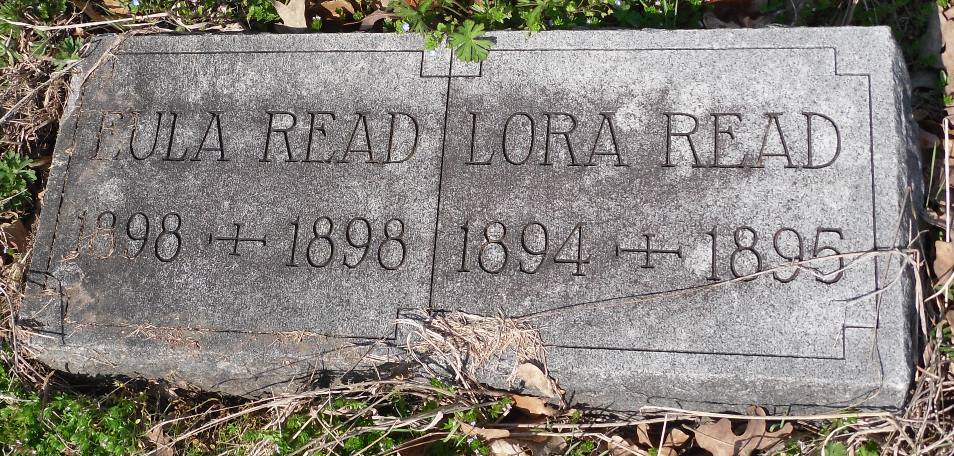 EULA READ
1898 + 1898
LORA READ
1894 + 1895